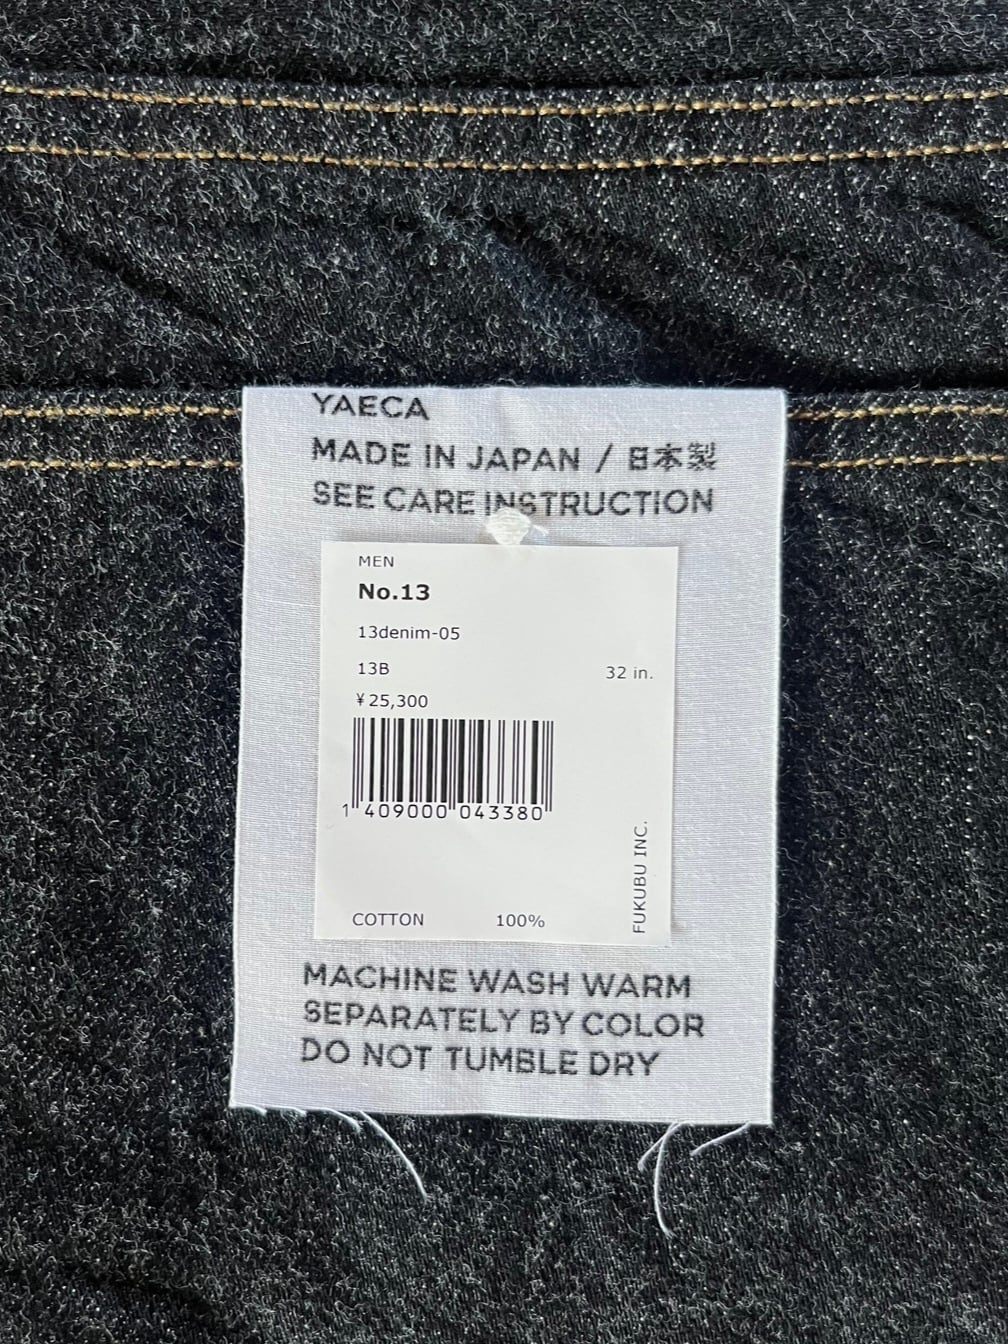 YAECA
MADE IN JAPAN / 日本製
SEE CARE INSTRUCTION
MEN
No.13
13denim-05
13B
32 in.
¥25,300
1 409000 043380
FUKUBU INC.
COTTON 100%
MACHINE WASH WARM
SEPARATELY BY COLOR
DO NOT TUMBLE DRY